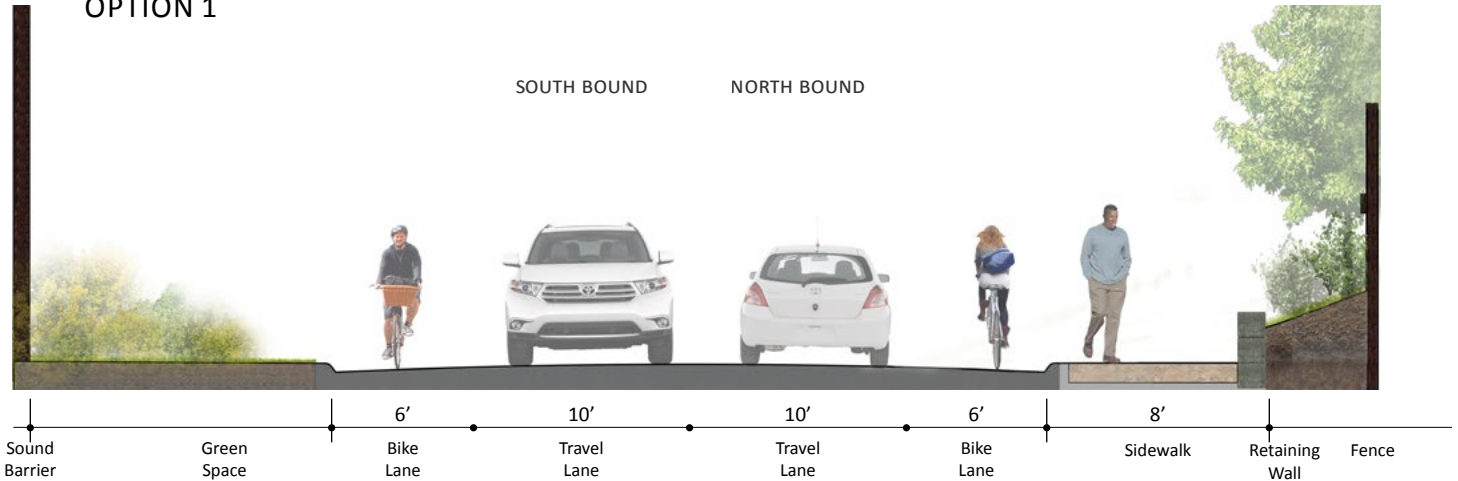 OPTION 1
SOUTH BOUND
NORTH BOUND
6’
10’
10’
6’
8’
Sound
Barrier
Green
Space
Bike
Lane
Travel
Lane
Travel
Lane
Bike
Lane
Sidewalk
Retaining
Wall
Fence